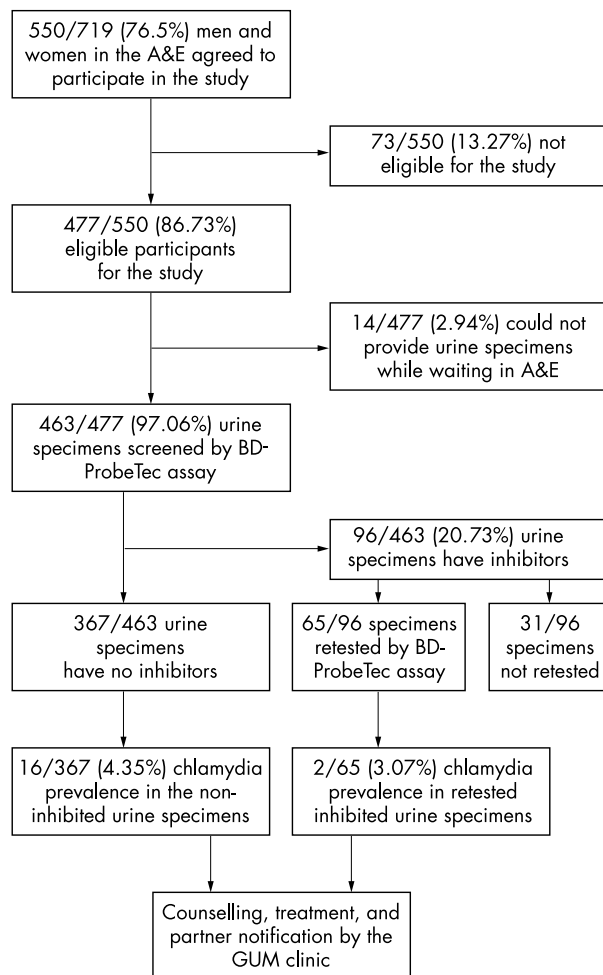 550/719 (76.5%) men and
women in the A&E agreed to
participate in the study
73/550 (13.27%) not
eligible for the study
477/550 (86.73%)
eligible participants
for the study
14/477 (2.94%) could not
provide urine specimens
while waiting in A&E
463/477 (97.06%) urine
specimens screened by BD-
ProbeTec assay
96/463 (20.73%) urine
specimens have inhibitors
367/463 urine
specimens
have no inhibitors
65/96 specimens
retested by BD-
ProbeTec assay
31/96
specimens
not retested
16/367 (4.35%) chlamydia
prevalence in the non-
inhibited urine specimens
2/65 (3.07%) chlamydia
prevalence in retested
inhibited urine specimens
Counselling, treatment, and
partner notification by the
GUM clinic